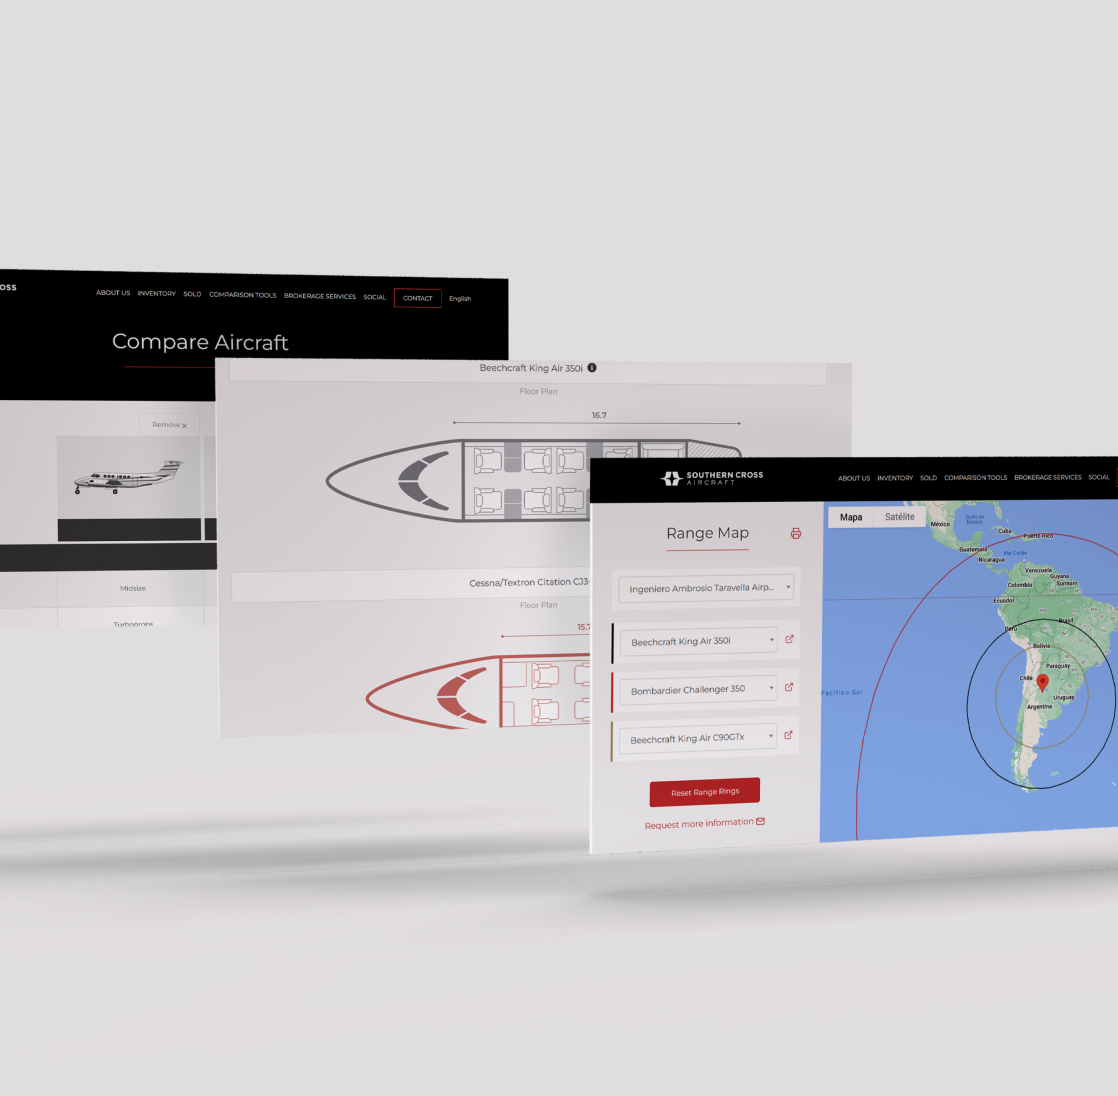 OSS
ABOUT US INVENTORY SOLD COMPARISON TOOLS BROKERAGE SERVICES SOCIAL CONTACT English
Compare Aircraft
Remove X
Midsize
Turboprops
Beechcraft King Air 350i
Floor Plan
16.7
Cessna/Textron Citation CJ3
Floor Plan
15.7
SOUTHERN CROSS
AIRCRAFT
ABOUT US INVENTORY SOLD COMPARISON TOOLS BROKERAGE SERVICES SOCIAL
Range Map
Ingeniero Ambrosio Taravella Airp...
Beechcraft King Air 350i
Bombardier Challenger 350
Beechcraft King Air C90GTx
Reset Range Rings
Request more information
Mapa Satélite
México
Golfo de
México
Cuba
Puerto Rico
Guatemala
Mar Caribe
Nicaragua
Venezuela
Guyana
Surinam
Colombia
Ecuador
Perú
Brasil
Bolivia
Paraguay
Chile
Uruguay
Argentina
Pacífico Sur